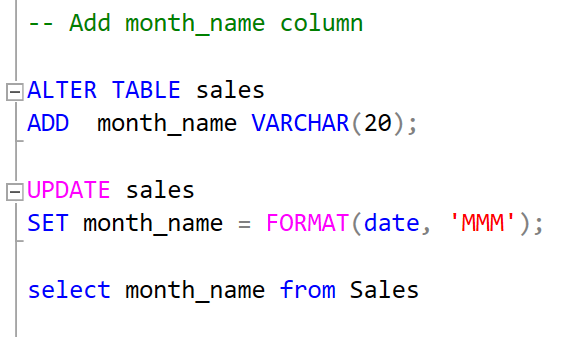 -- Add month_name column
ALTER TABLE sales
ADD  month_name VARCHAR(20);
UPDATE sales
SET month_name = FORMAT(date, 'MMM');
select month_name from Sales